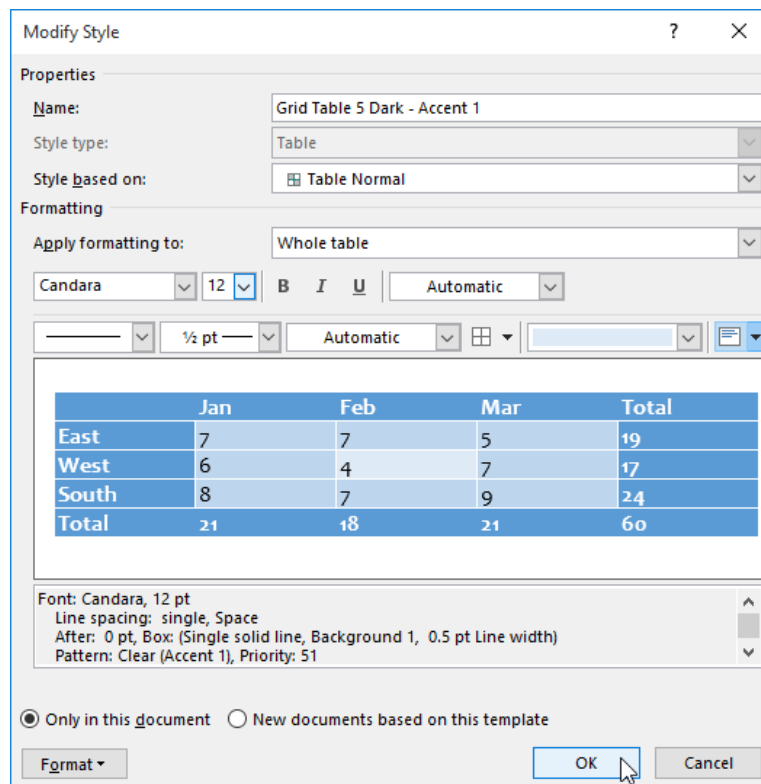 Modify Style ?
Properties
Name: Grid Table 5 Dark - Accent 1
Style type: Table
Style based on: Table Normal
Formatting
Apply formatting to: Whole table
Candara 12 B I U Automatic
½ pt Automatic
Jan Feb Mar Total
East 7 7 5 19
West 6 4 7 17
South 8 7 9 24
Total 21 18 21 60
Font: Candara, 12 pt
Line spacing: single, Space
After: 0 pt, Box: (Single solid line, Background 1, 0.5 pt Line width)
Pattern: Clear (Accent 1), Priority: 51
Only in this document New documents based on this template
Format OK Cancel